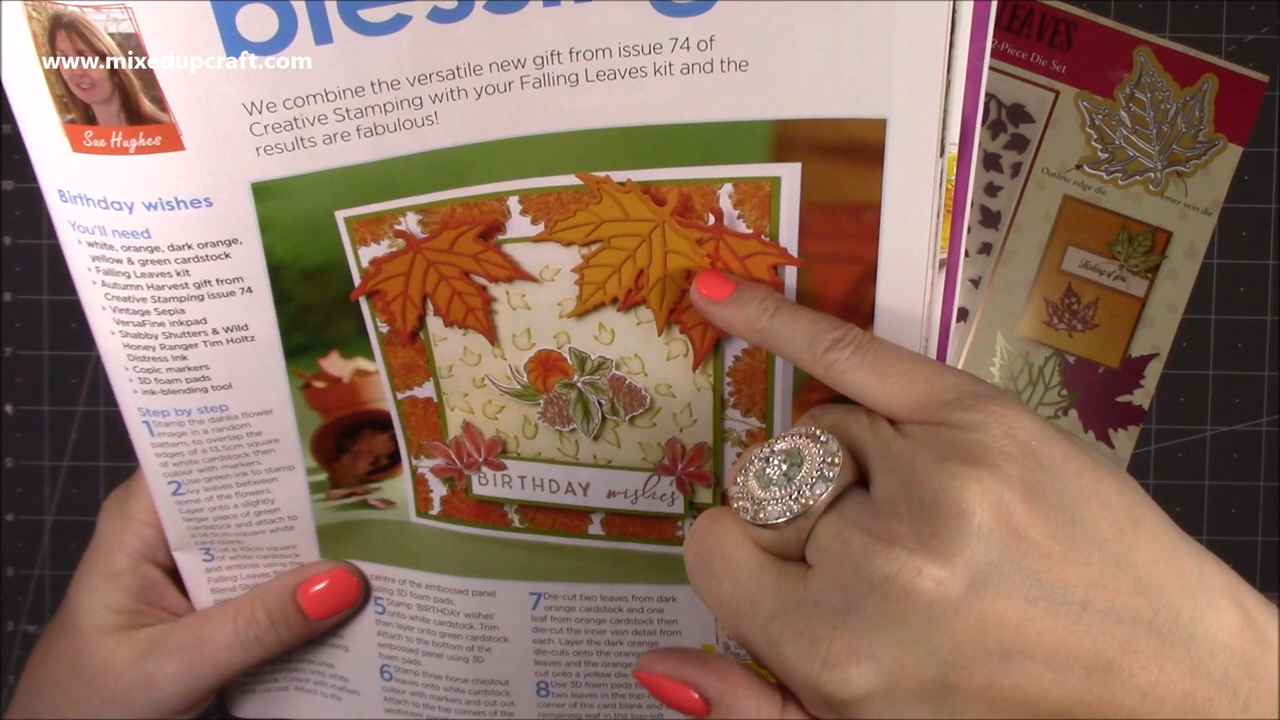 blessing
www.mixedupcraft.com
Sue Hughes
We combine the versatile new gift from issue 74 of
Creative Stamping with your Falling Leaves kit and the
results are fabulous!
Birthday wishes
You'll need
white, orange, dark orange,
yellow & green cardstock
Falling Leaves kit
Autumn Harvest gift from
Creative Stamping issue 74
Vintage Sepia
VersaFine inkpad
Shabby Shutters & Wild
Honey Ranger Tim Holtz
Distress Ink
Copic markers
3D foam pads
ink-blending tool
Step by step
1 Stamp the dahlia flower
image in a random
pattern, to overlap the
edges of a 13.5cm square
of white cardstock then
colour with markers.
2 Use green ink to stamp
ivy leaves between
some of the flowers.
Layer onto a slightly
larger piece of green
cardstock and attach to
a 14.5cm square white
card blank.
3 Cut a 10cm square
of white cardstock
and emboss using the
Falling Leaves
Blend
centre of the embossed panel
using 3D foam pads.
5 Stamp 'BIRTHDAY wishes'
onto white cardstock. Trim
then layer onto green cardstock.
Attach to the bottom of the
embossed panel using 3D
foam pads.
6 Stamp three horse chestnut
leaves onto white cardstock,
colour with markers and cut out.
Attach to the top corners of the
7 Die-cut two leaves from dark
orange cardstock and one
leaf from orange cardstock then
die-cut the inner vein detail from
each. Layer the dark orange
die-cuts onto the orange
leaves and the orange
cut onto a yellow die-
8 Use 3D foam pads to
two leaves in the top-
corner of the card blank and
remaining leaf in the top-left
BIRTHDAY wishes
LEAVES
2-Piece Die Set
Outline edge die
Inner vein die
Thinking of you